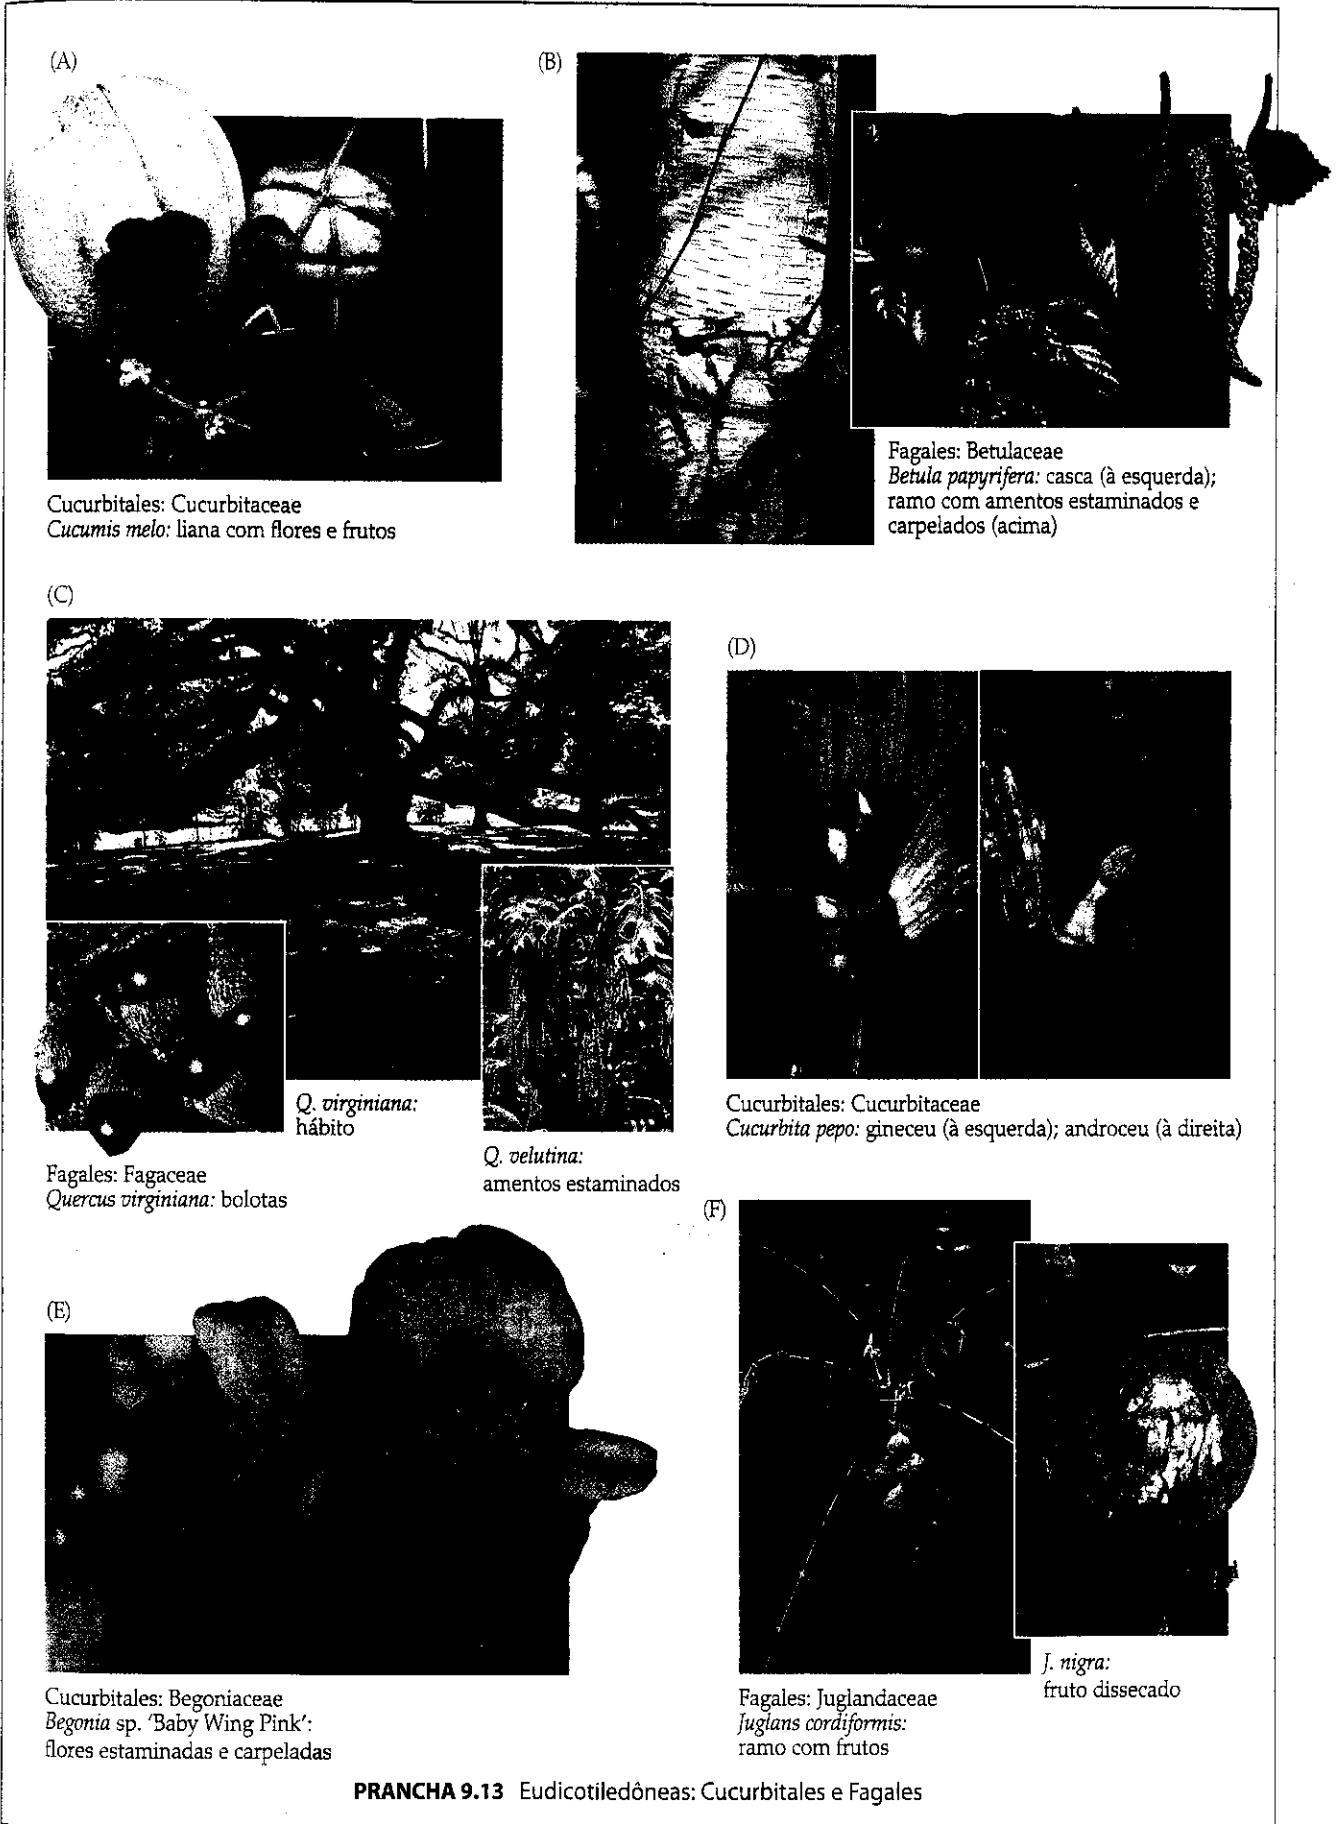 (A)
Cucurbitales: Cucurbitaceae
Cucumis melo: liana com flores e frutos
(B)
Fagales: Betulaceae
Betula papyrifera: casca (à esquerda);
ramo com amentos estaminados e
carpelados (acima)
(C)
Q. virginiana:
hábito
Q. velutina:
amentos estaminados
Fagales: Fagaceae
Quercus virginiana: bolotas
(D)
Cucurbitales: Cucurbitaceae
Cucurbita pepo: gineceu (à esquerda); androceu (à direita)
(E)
Cucurbitales: Begoniaceae
Begonia sp. 'Baby Wing Pink':
flores estaminadas e carpeladas
(F)
Fagales: Juglandaceae
Juglans cordiformis:
ramo com frutos
J. nigra:
fruto dissecado
PRANCHA 9.13 Eudicotiledôneas: Cucurbitales e Fagales